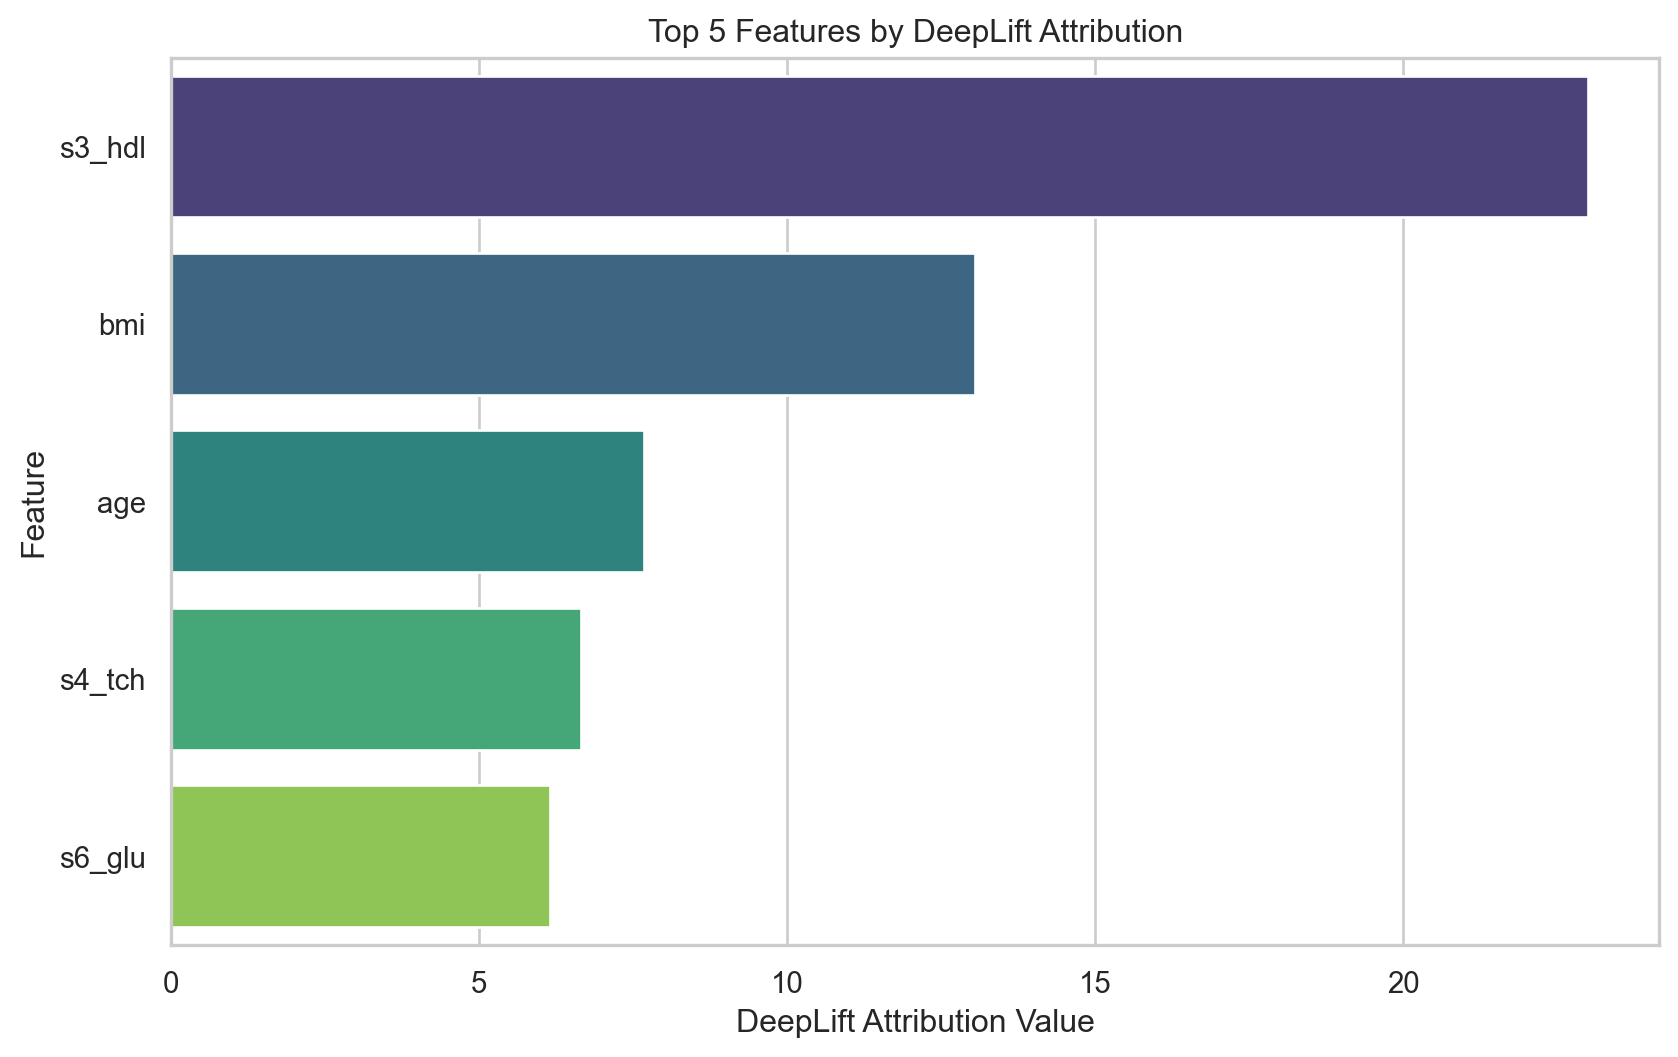 Top 5 Features by DeepLift Attribution
Feature
s3_hdl
bmi
age
s4_tch
s6_glu
0 5 10 15 20
DeepLift Attribution Value